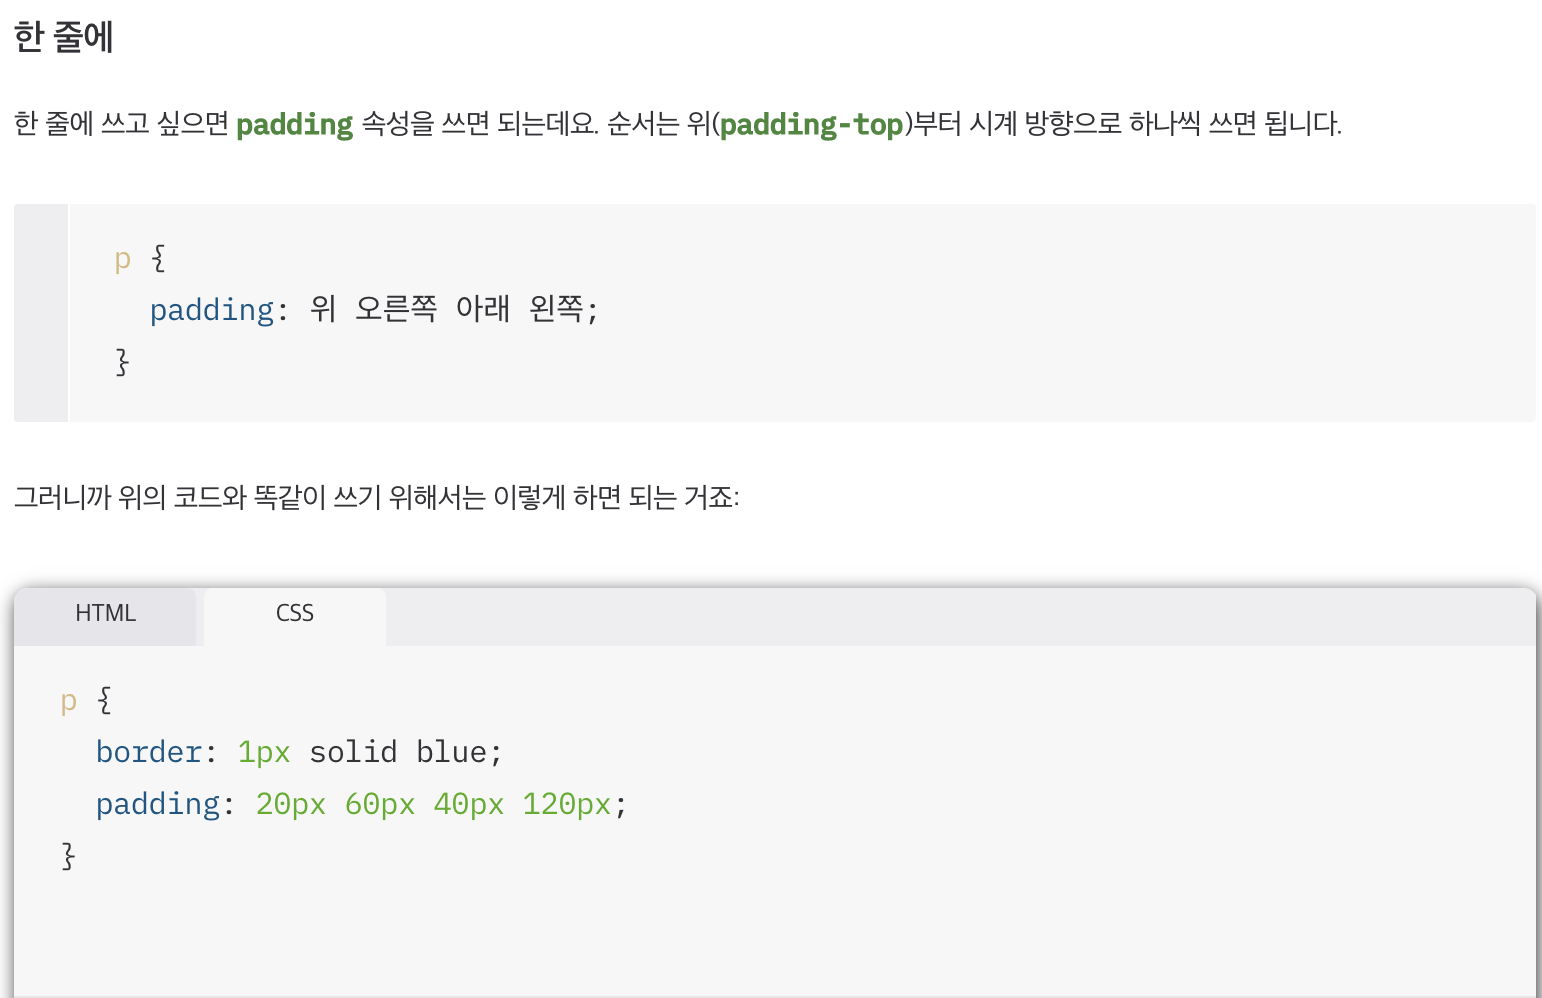 한 줄에
한 줄에 쓰고 싶으면 padding 속성을 쓰면 되는데요. 순서는 위(padding-top)부터 시계 방향으로 하나씩 쓰면 됩니다.
p {
  padding: 위 오른쪽 아래 왼쪽;
}
그러니까 위의 코드와 똑같이 쓰기 위해서는 이렇게 하면 되는 거죠:
HTML CSS
p {
  border: 1px solid blue;
  padding: 20px 60px 40px 120px;
}